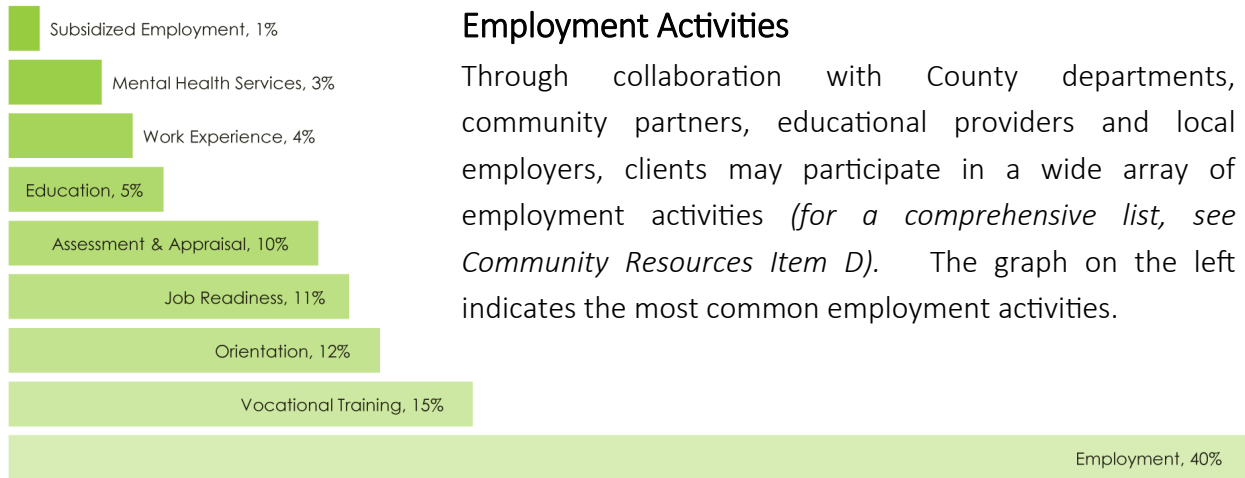 Subsidized Employment, 1%
Mental Health Services, 3%
Work Experience, 4%
Education, 5%
Assessment & Appraisal, 10%
Job Readiness, 11%
Orientation, 12%
Vocational Training, 15%
Employment, 40%
Employment Activities
Through collaboration with County departments,
community partners, educational providers and local
employers, clients may participate in a wide array of
employment activities (for a comprehensive list, see
Community Resources Item D). The graph on the left
indicates the most common employment activities.